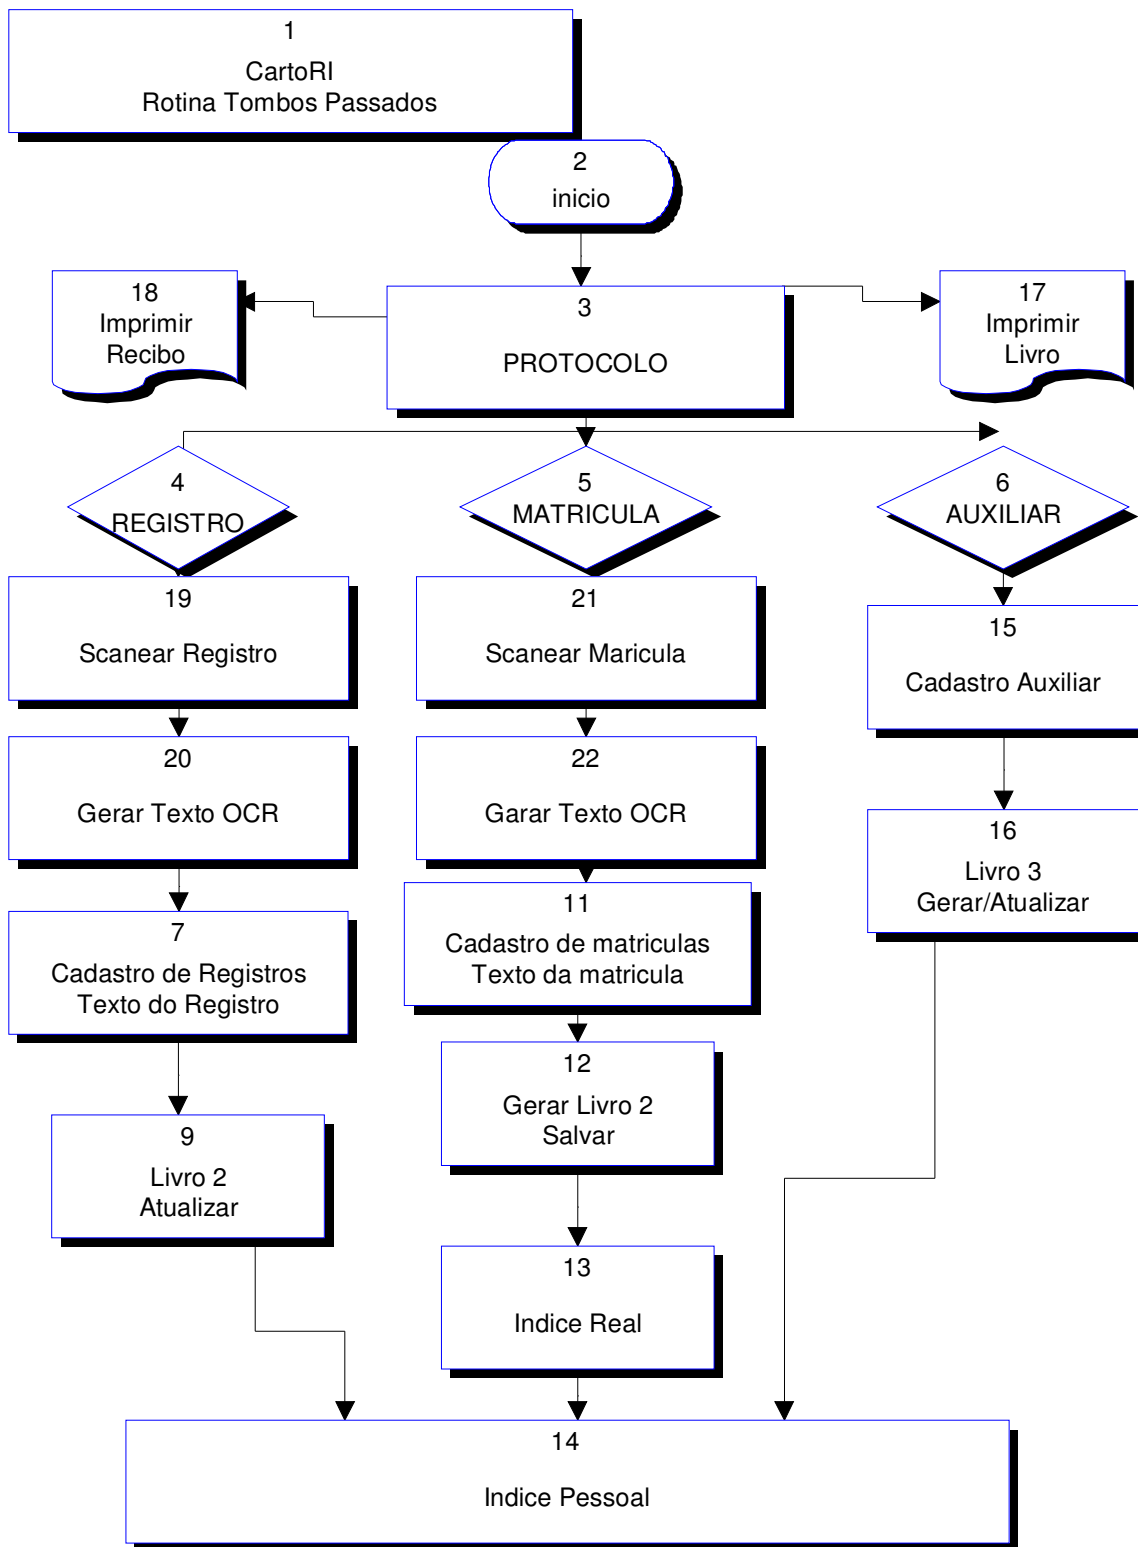 1
CartoRI
Rotina Tombos Passados
2
inicio
18
Imprimir
Recibo
3
PROTOCOLO
17
Imprimir
Livro
4
REGISTRO
5
MATRICULA
6
AUXILIAR
19
Scanear Registro
21
Scanear Maricula
15
Cadastro Auxiliar
20
Gerar Texto OCR
22
Garar Texto OCR
16
Livro 3
Gerar/Atualizar
7
Cadastro de Registros
Texto do Registro
11
Cadastro de matriculas
Texto da matricula
12
Gerar Livro 2
Salvar
9
Livro 2
Atualizar
13
Indice Real
14
Indice Pessoal